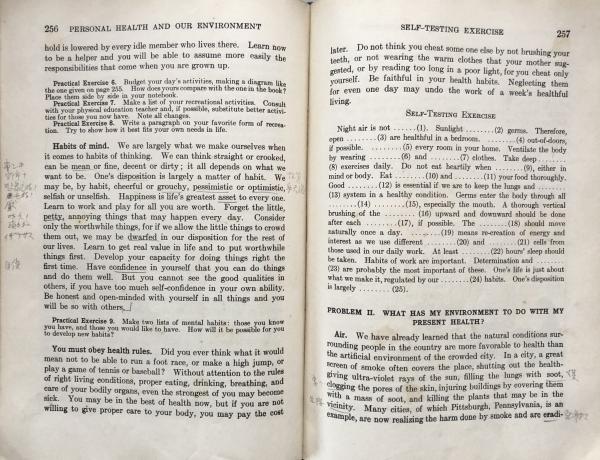 256 PERSONAL HEALTH AND OUR ENVIRONMENT
hold is lowered by every idle member who lives there. Learn now
to be a helper and you will be able to assume more easily the
responsibilities that come when you are grown up.
Practical Exercise 6. Budget your day's activities, making a diagram like
the one given on page 255. How does yours compare with the one in the book?
Place them side by side in your notebook.
Practical Exercise 7. Make a list of your recreational activities. Consult
with your physical education teacher and, if possible, substitute better activi-
ties for those you now have. Note all changes.
Practical Exercise 8. Write a paragraph on your favorite form of recrea-
tion. Try to show how it best fits your own needs in life.
Habits of mind. We are largely what we make ourselves when
it comes to habits of thinking. We can think straight or crooked,
can be mean or fine, decent or dirty; it all depends on what we
want to be. One's disposition is largely a matter of habit. We
may be, by habit, cheerful or grouchy, pessimistic or optimistic,
selfish or unselfish. Happiness is life's greatest asset to every one.
Learn to work and play for all you are worth. Forget the little,
petty, annoying things that may happen every day. Consider
only the worthwhile things, for if we allow the little things to crowd
them out, we may be dwarfed in our disposition for the rest of
our lives. Learn to get real value in life and to put worthwhile
things first. Develop your capacity for doing things right the
first time. Have confidence in yourself that you can do things
and do them well. But you cannot see the good qualities in
others, if you have too much self-confidence in your own ability.
Be honest and open-minded with yourself in all things and you
will be so with others.
Practical Exercise 9. Make two lists of mental habits: those you know
you have, and those you would like to have. How will it be possible for you
to develop new habits?
You must obey health rules. Did you ever think what it would
mean not to be able to run a foot race, or make a high jump, or
play a game of tennis or baseball? Without attention to the rules
of right living conditions, proper eating, drinking, breathing, and
care of your bodily organs, even the strongest of you may become
sick. You may be in the best of health now, but if you are not
willing to give proper care to your body, you may pay the cost
SELF-TESTING EXERCISE 257
later. Do not think you cheat some one else by not brushing your
teeth, or not wearing the warm clothes that your mother sug-
gested, or by reading too long in a poor light, for you cheat only
yourself. Be faithful in your health habits. Neglecting them
for even one day may undo the work of a week's healthful
living.
SELF-TESTING EXERCISE
Night air is not ......(1). Sunlight ........(2) germs. Therefore,
open ........(3) are healthful in a bedroom. ........(4) out-of-doors,
if possible. ......(5) every room in your home. Ventilate the body
by wearing ........(6) and ......(7) clothes. Take deep ........
(8) exercises daily. Do not eat heartily when ......(9), either in
mind or body. Eat ......(10) and ......(11) your food thoroughly.
Good ........(12) is essential if we are to keep the lungs and ........
(13) system in a healthy condition. Germs enter the body through all
......(14) ........(15), especially the mouth. A thorough vertical
brushing of the ...... (16) upward and downward should be done
after each ........(17), if possible. The ......(18) should move
naturally once a day. ......(19) means re-creation of energy and
interest as we use different ......(20) and ......(21) cells from
those used in our daily work. At least ......(22) hours' sleep should
be taken. Habits of work are important. Determination and ......
(23) are probably the most important of these. One's life is just about
what we make it, regulated by our ......(24) habits. One's disposition
is largely ......(25).
PROBLEM II. WHAT HAS MY ENVIRONMENT TO DO WITH MY
PRESENT HEALTH?
Air. We have already learned that the natural conditions sur-
rounding people in the country are more favorable to health than
the artificial environment of the crowded city. In a city, a great
screen of smoke often covers the place, shutting out the health-
giving ultra-violet rays of the sun, filling the lungs with soot,
clogging the pores of the skin, injuring buildings by covering them
with a mass of soot, and killing the plants that may be in the
vicinity. Many cities, of which Pittsburgh, Pennsylvania, is an
example, are now realizing the harm done by smoke and are eradi-